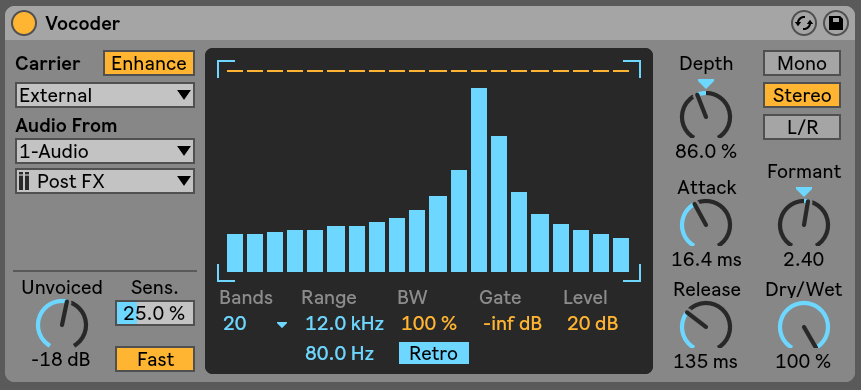 Vocoder
Carrier
Enhance
External
Audio From
1-Audio
Post FX
Unvoiced
-18 dB
Sens.
25.0 %
Fast
Bands
Range
BW
Gate
Level
20
12.0 kHz
100 %
-inf dB
20 dB
80.0 Hz
Retro
Depth
86.0 %
Mono
Stereo
L/R
Attack
16.4 ms
Formant
2.40
Release
135 ms
Dry/Wet
100 %